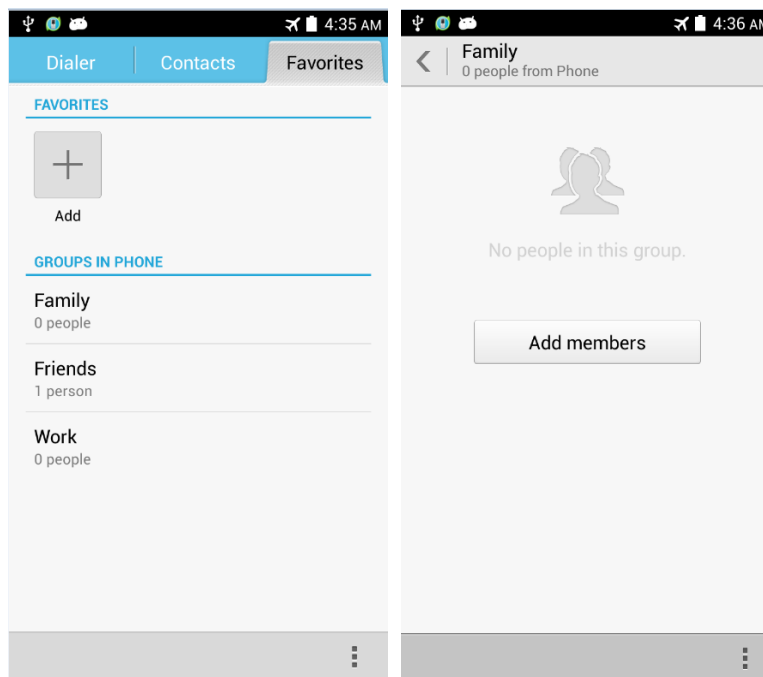 4:35 AM
Dialer Contacts Favorites
FAVORITES
Add
GROUPS IN PHONE
Family
0 people
Friends
1 person
Work
0 people
4:36 AM
Family
0 people from Phone
No people in this group.
Add members